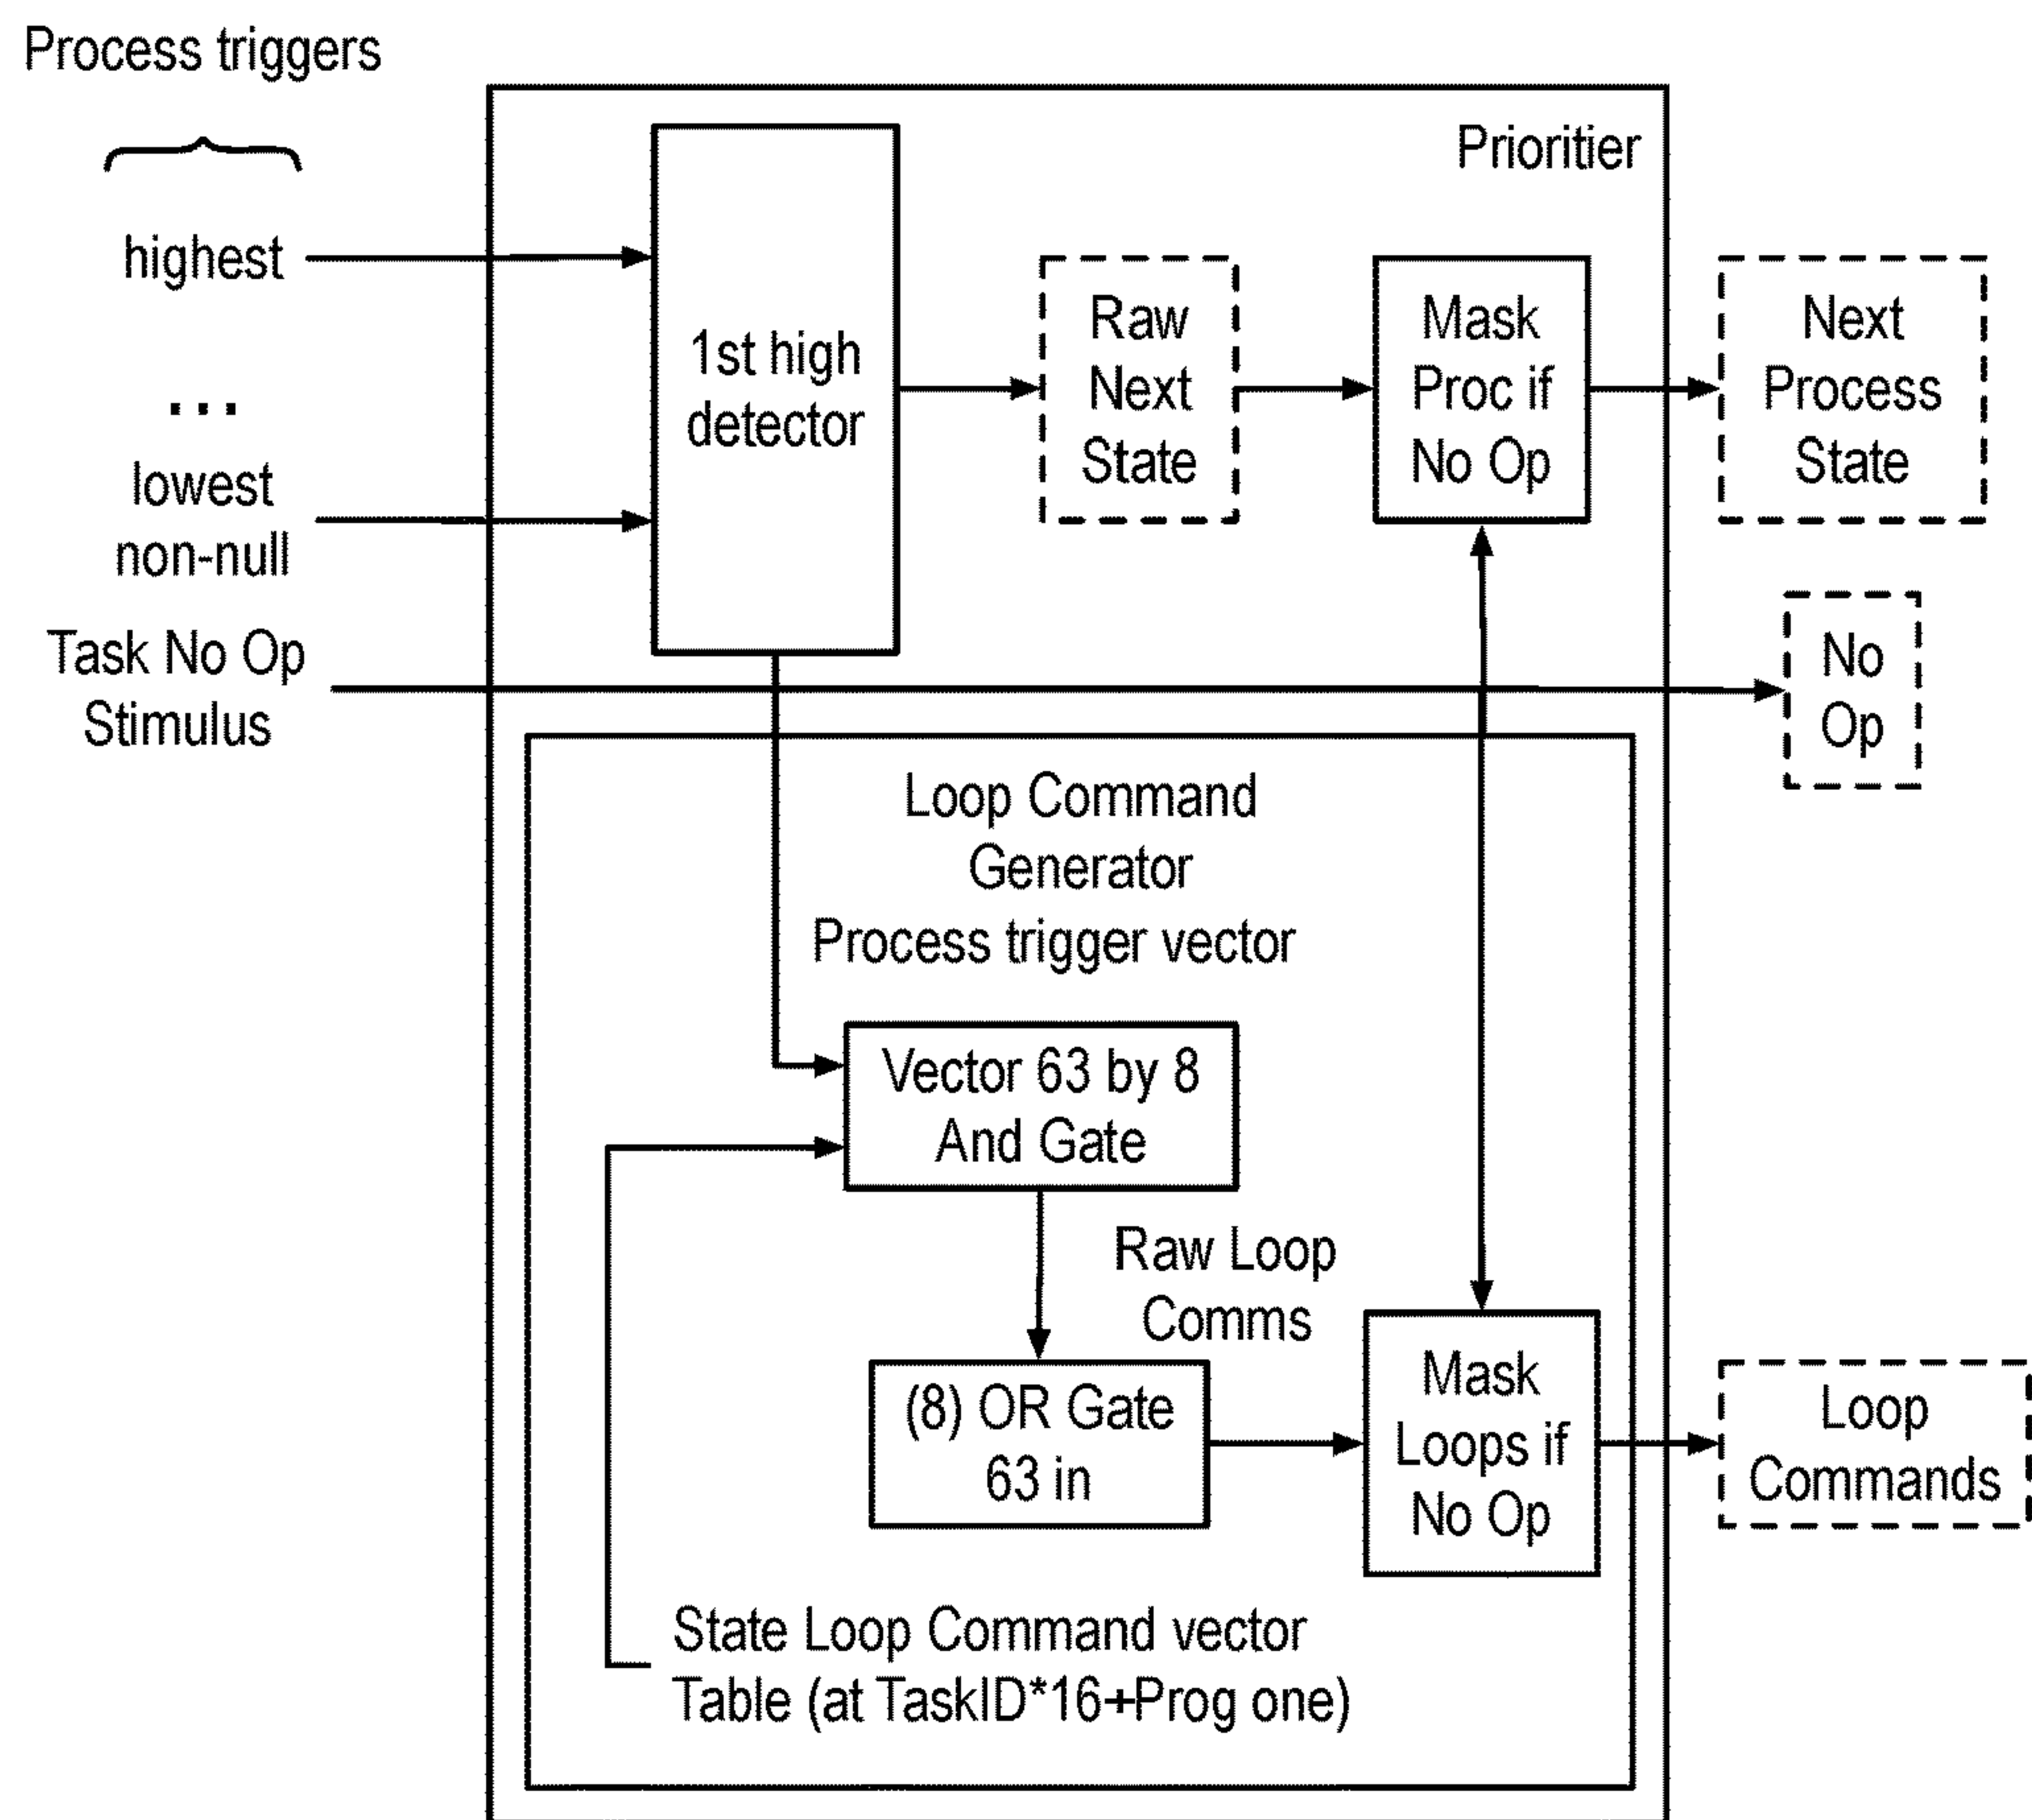 Process triggers
Prioritier
highest
...
lowest
non-null
Task No Op
Stimulus
1st high
detector
Raw
Next
State
Mask
Proc if
No Op
Next
Process
State
No
Op
Loop Command
Generator
Process trigger vector
Vector 63 by 8
And Gate
Raw Loop
Comms
(8) OR Gate
63 in
Mask
Loops if
No Op
Loop
Commands
State Loop Command vector
Table (at TaskID*16+Prog one)